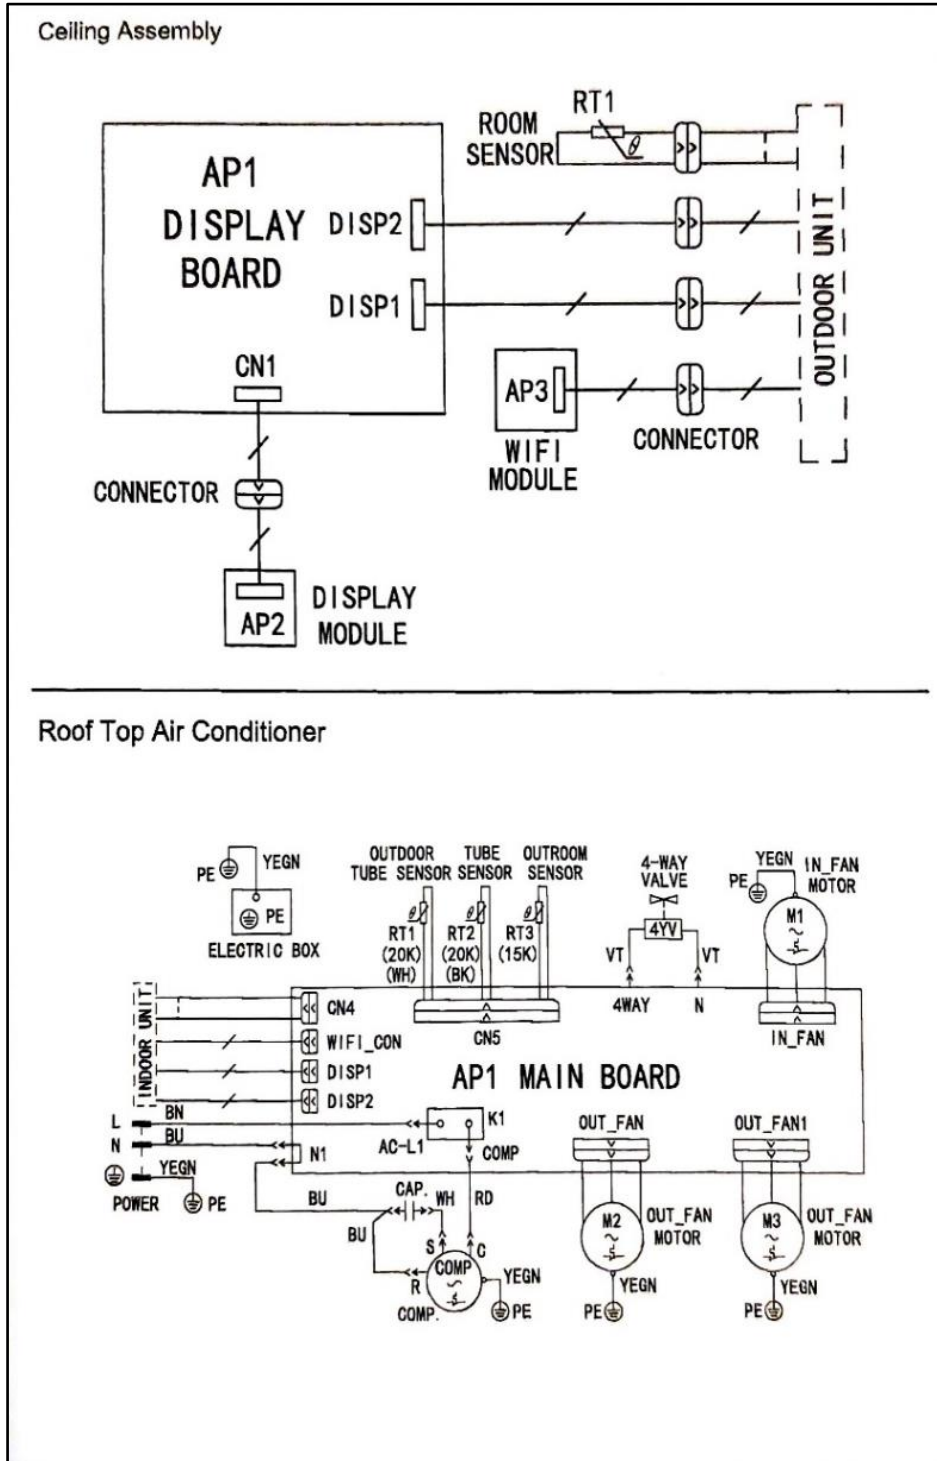 Ceiling Assembly
RT1
ROOM
SENSOR
θ
AP1
DISPLAY
BOARD
DISP2
DISP1
CN1
OUTDOOR UNIT
AP3
WIFI
MODULE
CONNECTOR
CONNECTOR
AP2
DISPLAY
MODULE
Roof Top Air Conditioner
PE
YEGN
PE
ELECTRIC BOX
OUTDOOR
TUBE SENSOR
TUBE
SENSOR
OUTROOM
SENSOR
θ
θ
θ
RT1
(20K)
(WH)
RT2
(20K)
(BK)
RT3
(15K)
4-WAY
VALVE
4YV
VT
VT
4WAY
N
YEGN
PE
IN_FAN
MOTOR
M1
~
IN_FAN
CN5
INDOOR UNIT
CN4
WIFI_CON
DISP1
DISP2
AP1 MAIN BOARD
L
BN
N
BU
YEGN
POWER
PE
N1
AC-L1
K1
COMP
OUT_FAN
OUT_FAN1
BU
CAP.
WH
RD
BU
S
C
R
COMP
~
COMP.
YEGN
PE
M2
~
OUT_FAN
MOTOR
YEGN
PE
M3
~
OUT_FAN
MOTOR
YEGN
PE